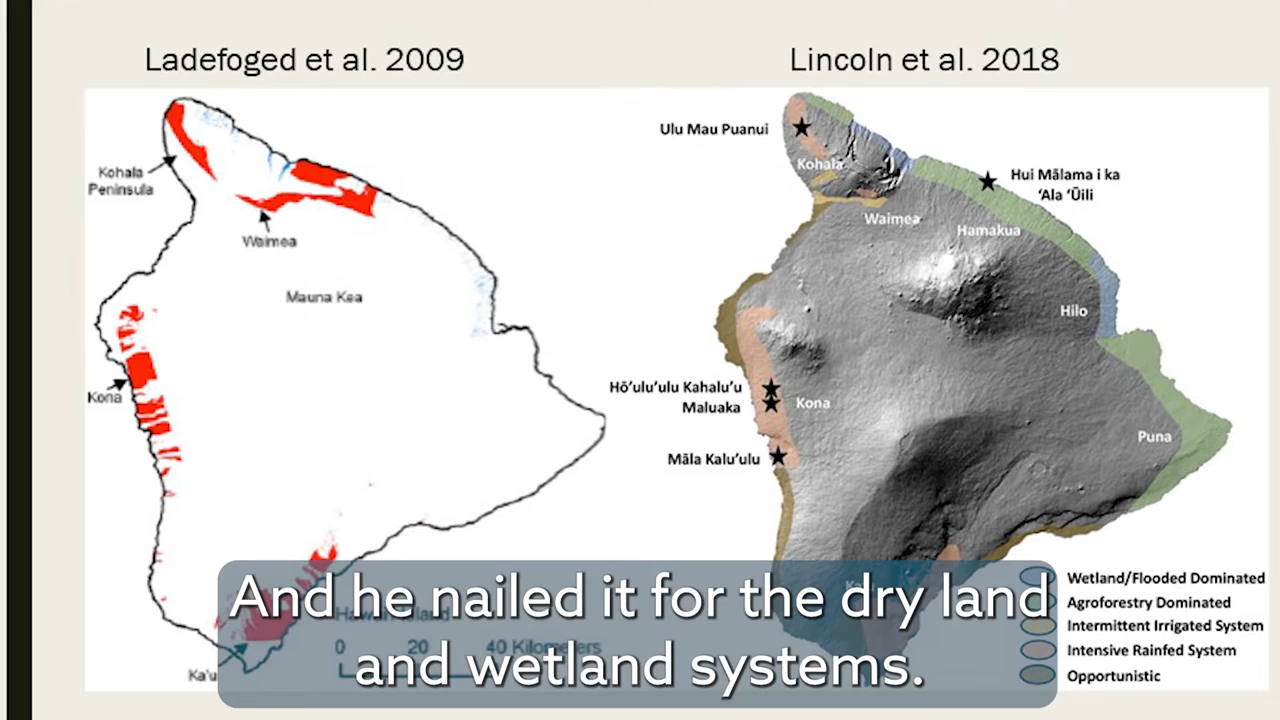 Ladefoged et al. 2009
Kohala
Peninsula
Waimea
Mauna Kea
Kona
0 20 40 Kilometers
Ka'u
Lincoln et al. 2018
Ulu Mau Puanui
Kohala
Hui Mālama i ka
ʻAla ʻŪili
Waimea
Hamakua
Hilo
Hō'ulu'ulu Kahalu'u
Maluaka
Kona
Māla Kalu'ulu
Puna
Wetland/Flooded Dominated
Agroforestry Dominated
Intermittent Irrigated System
Intensive Rainfed System
Opportunistic
And he nailed it for the dry land
and wetland systems.